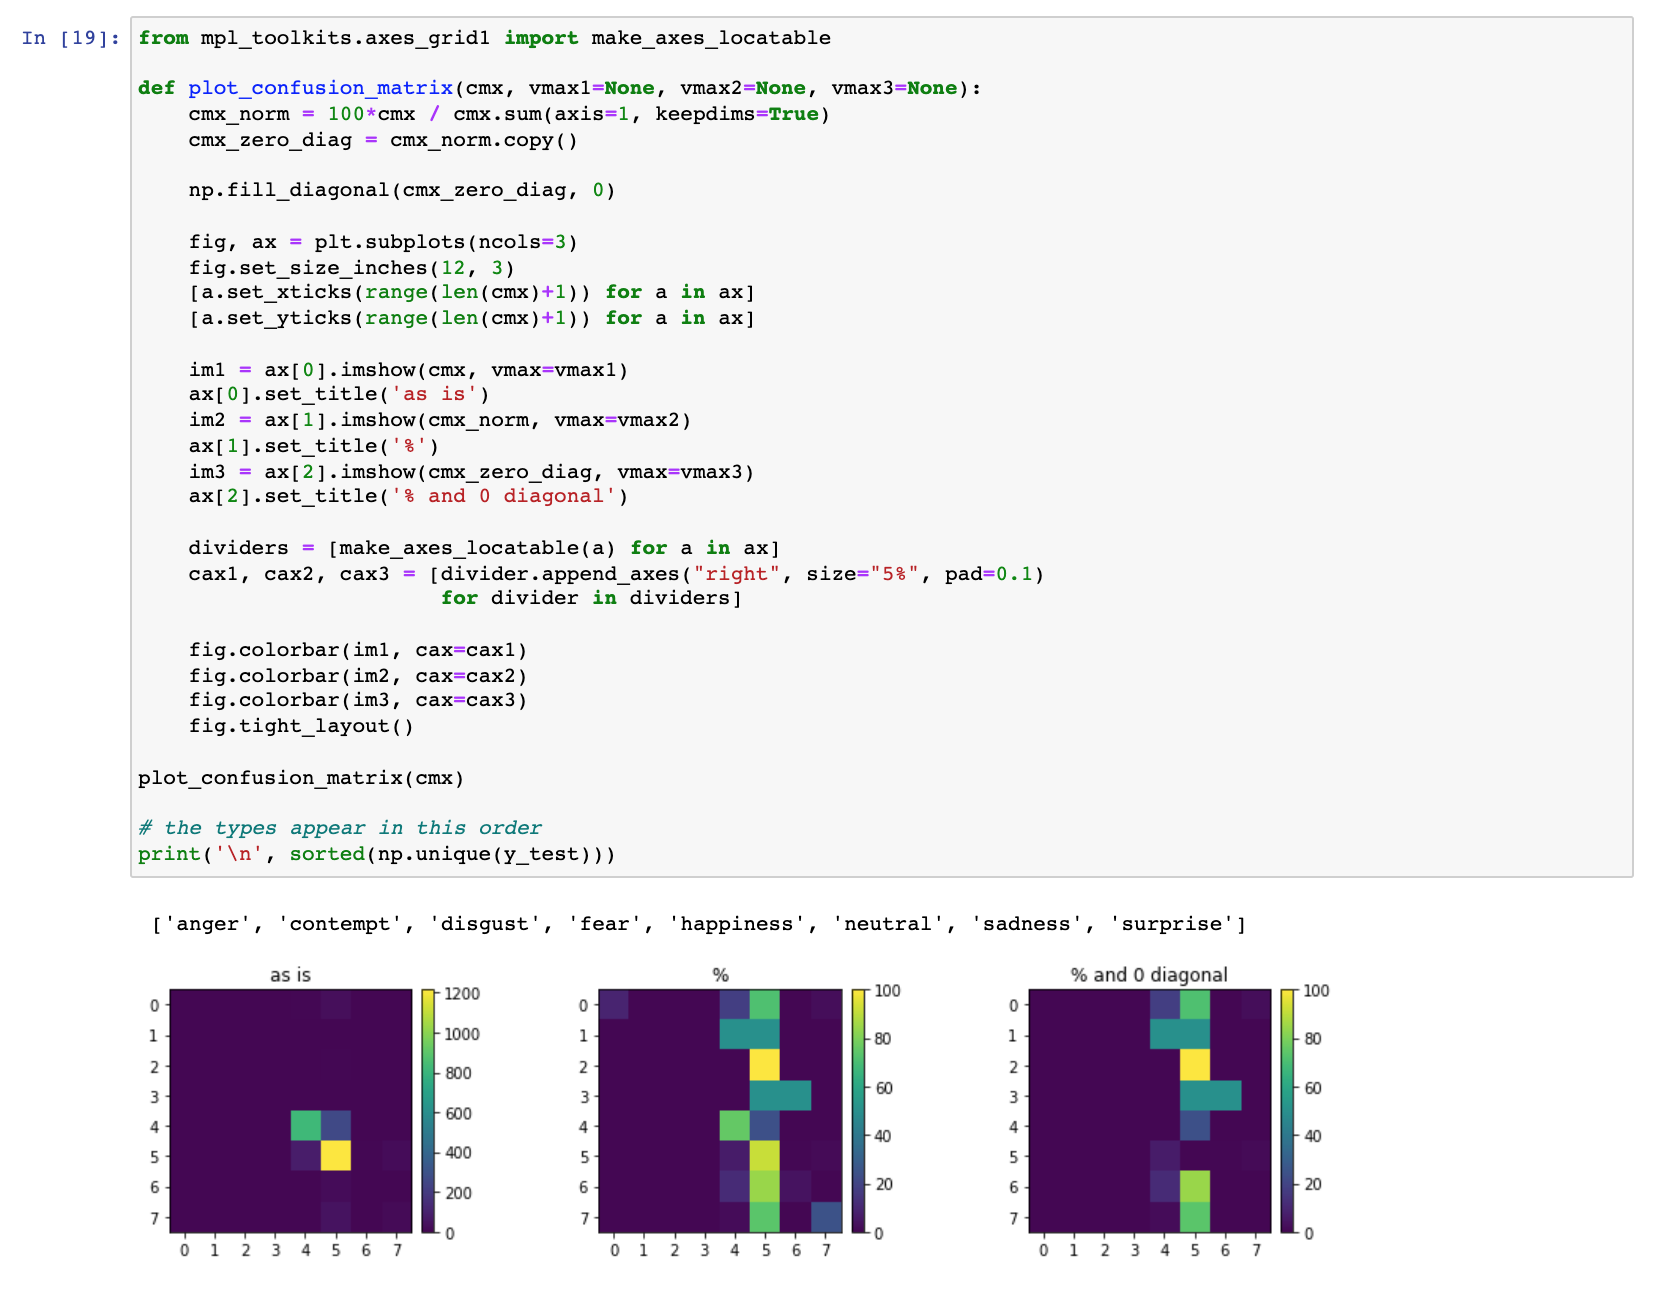 In [19]: from mpl_toolkits.axes_grid1 import make_axes_locatable
def plot_confusion_matrix(cmx, vmax1=None, vmax2=None, vmax3=None):
    cmx_norm = 100*cmx / cmx.sum(axis=1, keepdims=True)
    cmx_zero_diag = cmx_norm.copy()
    np.fill_diagonal(cmx_zero_diag, 0)
    fig, ax = plt.subplots(ncols=3)
    fig.set_size_inches(12, 3)
    [a.set_xticks(range(len(cmx)+1)) for a in ax]
    [a.set_yticks(range(len(cmx)+1)) for a in ax]
    im1 = ax[0].imshow(cmx, vmax=vmax1)
    ax[0].set_title('as is')
    im2 = ax[1].imshow(cmx_norm, vmax=vmax2)
    ax[1].set_title('%')
    im3 = ax[2].imshow(cmx_zero_diag, vmax=vmax3)
    ax[2].set_title('% and 0 diagonal')
    dividers = [make_axes_locatable(a) for a in ax]
    cax1, cax2, cax3 = [divider.append_axes("right", size="5%", pad=0.1)
                        for divider in dividers]
    fig.colorbar(im1, cax=cax1)
    fig.colorbar(im2, cax=cax2)
    fig.colorbar(im3, cax=cax3)
    fig.tight_layout()
plot_confusion_matrix(cmx)
# the types appear in this order
print('\n', sorted(np.unique(y_test)))
['anger', 'contempt', 'disgust', 'fear', 'happiness', 'neutral', 'sadness', 'surprise']
as is
0
1
2
3
4
5
6
7
0 1 2 3 4 5 6 7
1200
1000
800
600
400
200
0
%
0
1
2
3
4
5
6
7
0 1 2 3 4 5 6 7
100
80
60
40
20
0
% and 0 diagonal
0
1
2
3
4
5
6
7
0 1 2 3 4 5 6 7
100
80
60
40
20
0